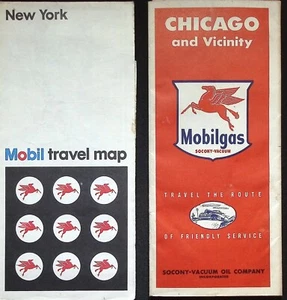 New York
Mobil travel map
CHICAGO
and Vicinity
Mobilgas
SOCONY-VACUUM
TRAVEL THE ROUTE
OF FRIENDLY SERVICE
SOCONY-VACUUM OIL COMPANY
INCORPORATED